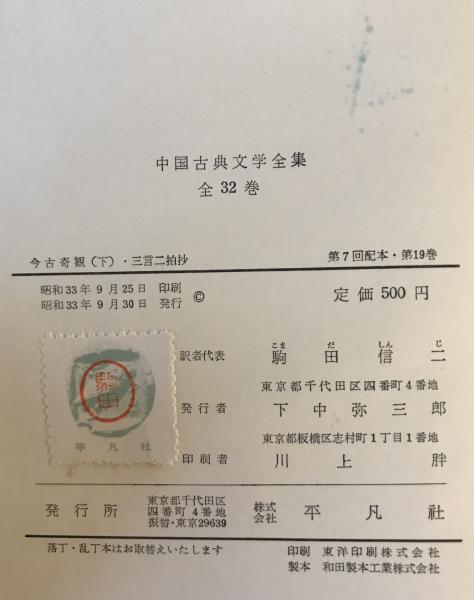 中国古典文学全集
全32巻
今古奇観(下)・三言二拍抄
第7回配本・第19巻
昭和33年9月25日 印刷
昭和33年9月30日 発行
©
定価500円
こまだしんじ
訳者代表 駒田信二
東京都千代田区四番町4番地
発行者 下中弥三郎
東京都板橋区志村町1丁目1番地
印刷者 川上胖
発行所
東京都千代田区
四番町4番地
振替・東京29639
株式
会社
平凡社
落丁・乱丁本はお取替えいたします
印刷 東洋印刷株式会社
製本 和田製本工業株式会社
駒田
平凡社